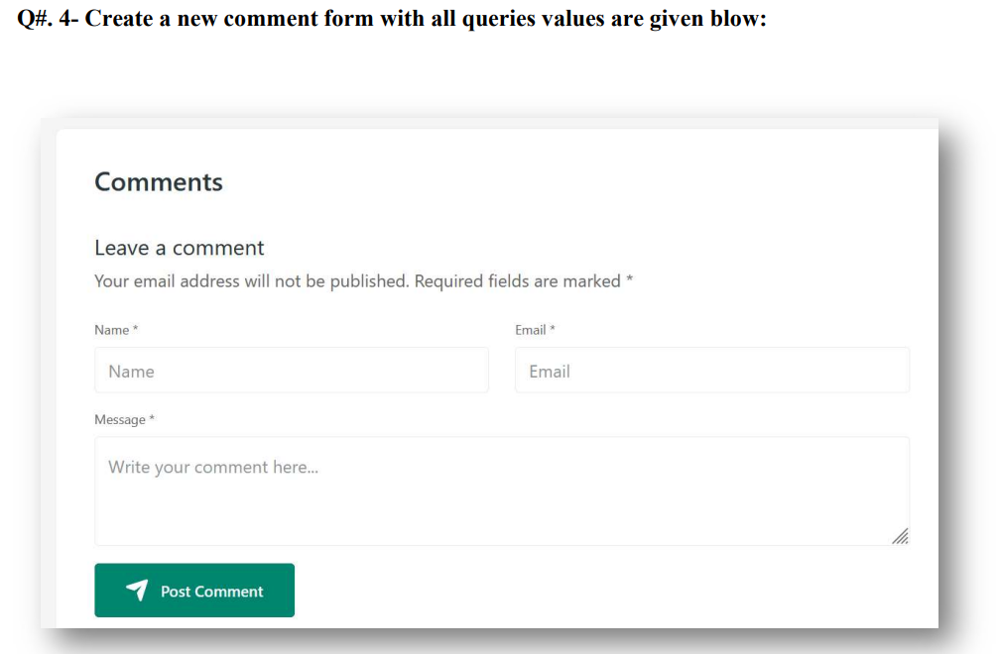 Q#. 4- Create a new comment form with all queries values are given blow:
Comments
Leave a comment
Your email address will not be published. Required fields are marked *
Name * Email *
Name Email
Message *
Write your comment here...
Post Comment